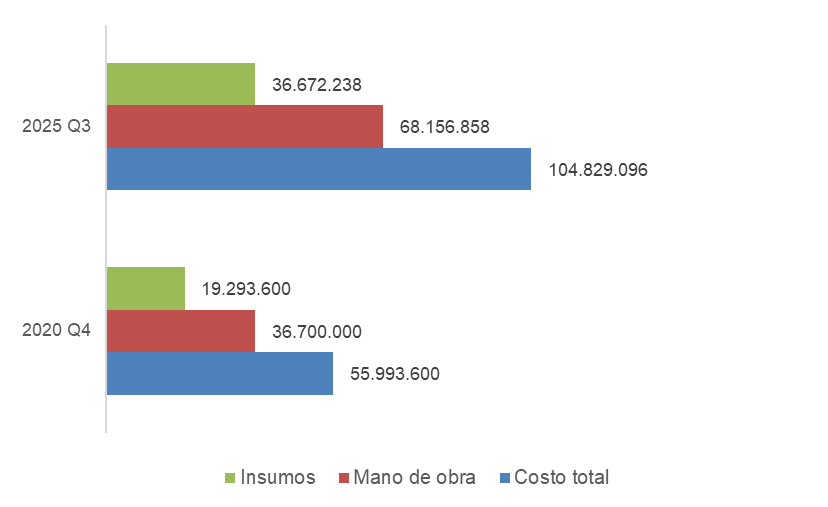 36.672.238
2025 Q3
68.156.858
104.829.096
19.293.600
2020 Q4
36.700.000
55.993.600
Insumos Mano de obra Costo total